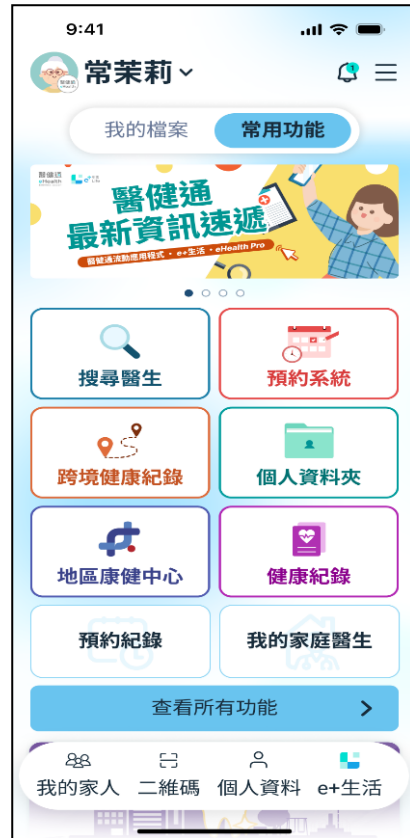 9:41
常茉莉
1
我的檔案 常用功能
醫健通
eHealth
醫健通
最新資訊速遞
醫健通流動應用程式 • e+生活 • eHealth Pro
搜尋醫生 預約系統
跨境健康紀錄 個人資料夾
地區康健中心 健康紀錄
預約紀錄 我的家庭醫生
查看所有功能
我的家人 二維碼 個人資料 e+生活